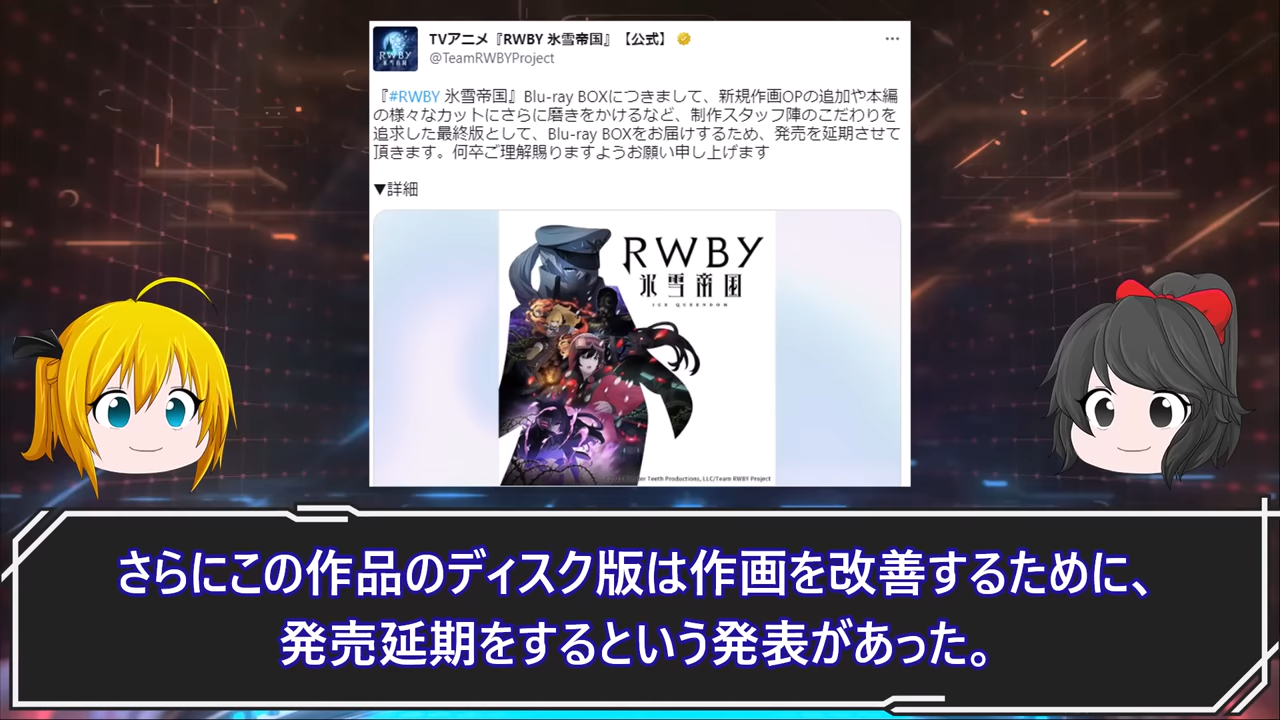 TVアニメ『RWBY 氷雪帝国』【公式】
@TeamRWBYProject
『#RWBY 氷雪帝国』Blu-ray BOXにつきまして、新規作画OPの追加や本編
の様々なカットにさらに磨きをかけるなど、制作スタッフ陣のこだわりを
追求した最終版として、Blu-ray BOXをお届けするため、発売を延期させて
頂きます。何卒ご理解賜りますようお願い申し上げます
▼詳細
RWBY
氷雪帝国
ICE QUEENDOM
Teeth Productions, LLC/Team RWBY Project
さらにこの作品のディスク版は作画を改善するために、
発売延期をするという発表があった。